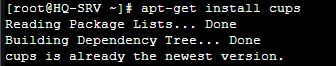 [root@HQ-SRV ~]# apt-get install cups
Reading Package Lists... Done
Building Dependency Tree... Done
cups is already the newest version.